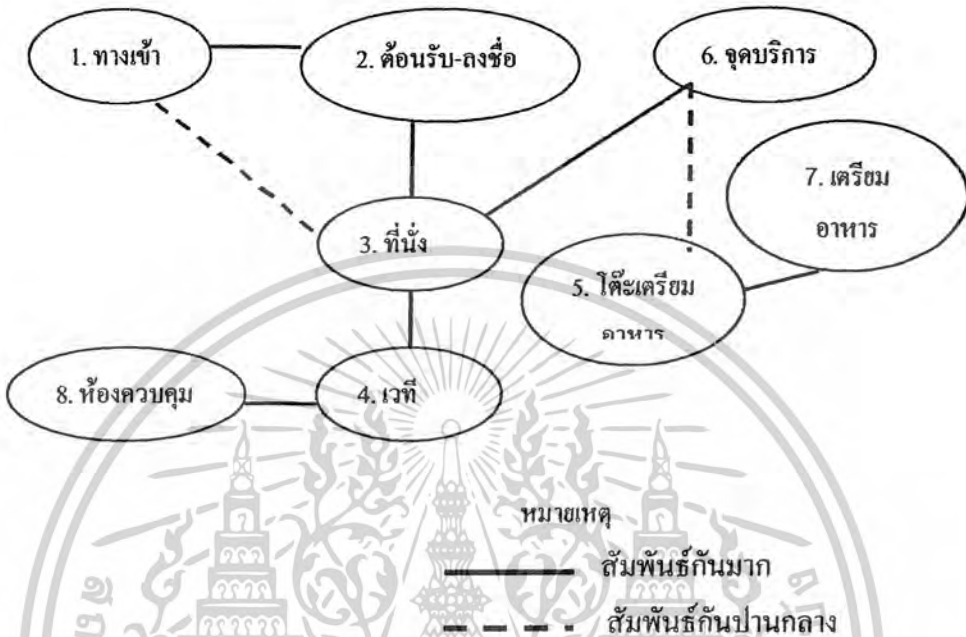 1. ทางเข้า
2. ต้อนรับ-ลงชื่อ
6. จุดบริการ
7. เตรียม
อาหาร
3. ที่นั่ง
5. โต๊ะเตรียม
อาหาร
8. ห้องควบคุม
4. เวที
หมายเหตุ
สัมพันธ์กันมาก
สัมพันธ์กันปานกลาง